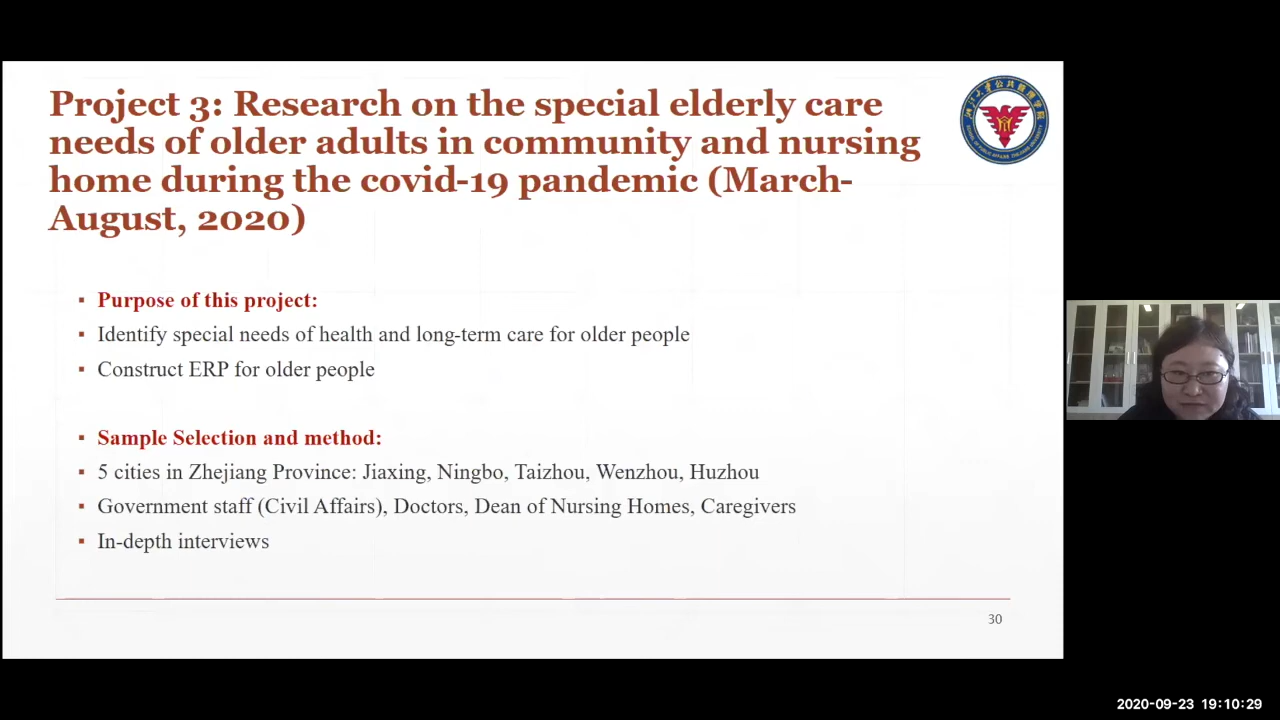 Project 3: Research on the special elderly care
needs of older adults in community and nursing
home during the covid-19 pandemic (March-
August, 2020)
▪ Purpose of this project:
▪ Identify special needs of health and long-term care for older people
▪ Construct ERP for older people
▪ Sample Selection and method:
▪ 5 cities in Zhejiang Province: Jiaxing, Ningbo, Taizhou, Wenzhou, Huzhou
▪ Government staff (Civil Affairs), Doctors, Dean of Nursing Homes, Caregivers
▪ In-depth interviews
30
2020-09-23 19:10:29